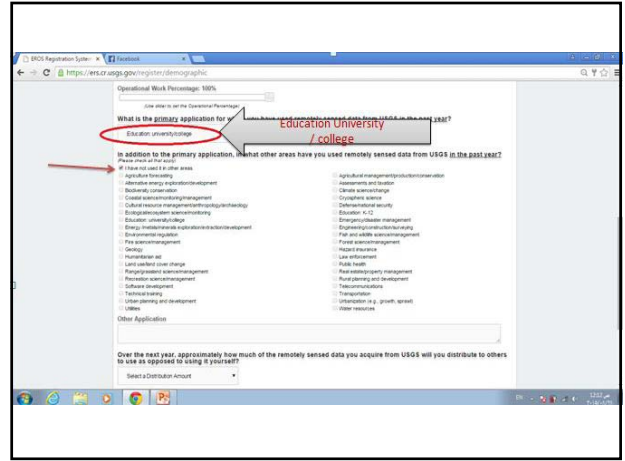 EROS Registration System
Facebook
https://ers.cr.usgs.gov/register/demographic
Operational Work Percentage: 100%
(Use slider to set the Operational Percentage)
What is the primary application for which you have used remotely sensed data from USGS in the past year?
Education: university/college
Education University
/ college
In addition to the primary application, in what other areas have you used remotely sensed data from USGS in the past year?
(Please check all that apply)
I have not used it in other areas
Agriculture forecasting
Agricultural management/production/conservation
Alternative energy exploration/development
Assessments and taxation
Biodiversity conservation
Climate science/change
Coastal science/monitoring/management
Cryospheric science
Cultural resource management/anthropology/archaeology
Defense/national security
Ecological/ecosystem science/monitoring
Education: K-12
Education: university/college
Emergency/disaster management
Energy /metals/minerals exploration/extraction/development
Engineering/construction/surveying
Environmental regulation
Fish and wildlife science/management
Fire science/management
Forest science/management
Geology
Hazard insurance
Humanitarian aid
Law enforcement
Land use/land cover change
Public health
Range/grassland science/management
Real estate/property management
Recreation science/management
Rural planning and development
Software development
Telecommunications
Technical training
Transportation
Urban planning and development
Urbanization (e.g., growth, sprawl)
Utilities
Water resources
Other Application
Over the next year, approximately how much of the remotely sensed data you acquire from USGS will you distribute to others
to use as opposed to using it yourself?
Select a Distribution Amount
EN